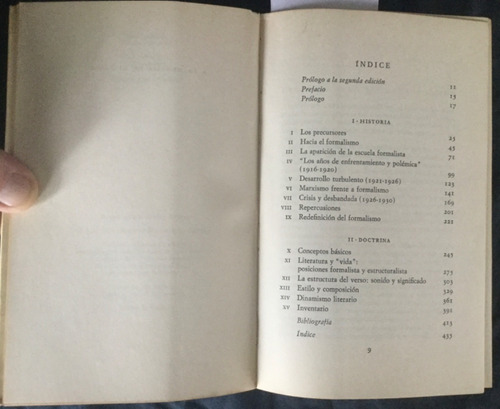 INDICE
Prólogo a la segunda edición 11
Prefacio 13
Prólogo 17
I · HISTORIA
I Los precursores 23
II Hacia el formalismo 43
III La aparición de la escuela formalista 71
IV "Los años de enfrentamiento y polémica"
(1916-1920) 99
V Desarrollo turbulento (1921-1926) 123
VI Marxismo frente a formalismo 141
VII Crisis y desbandada (1926-1930) 169
VIII Repercusiones 201
IX Redefinición del formalismo 221
II · DOCTRINA
X Conceptos básicos 245
XI Literatura y "vida":
posiciones formalista y estructuralista 273
XII La estructura del verso: sonido y significado 303
XIII Estilo y composición 329
XIV Dinamismo literario 361
XV Inventario 391
Bibliografía 413
Indice 435
9